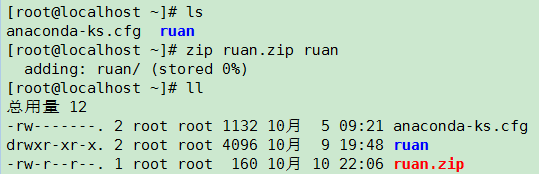 [root@localhost ~]# ls
anaconda-ks.cfg  ruan
[root@localhost ~]# zip ruan.zip ruan
  adding: ruan/ (stored 0%)
[root@localhost ~]# ll
总用量 12
-rw-------. 2 root root 1132 10月  5 09:21 anaconda-ks.cfg
drwxr-xr-x. 2 root root 4096 10月  9 19:48 ruan
-rw-r--r--. 1 root root  160 10月 10 22:06 ruan.zip